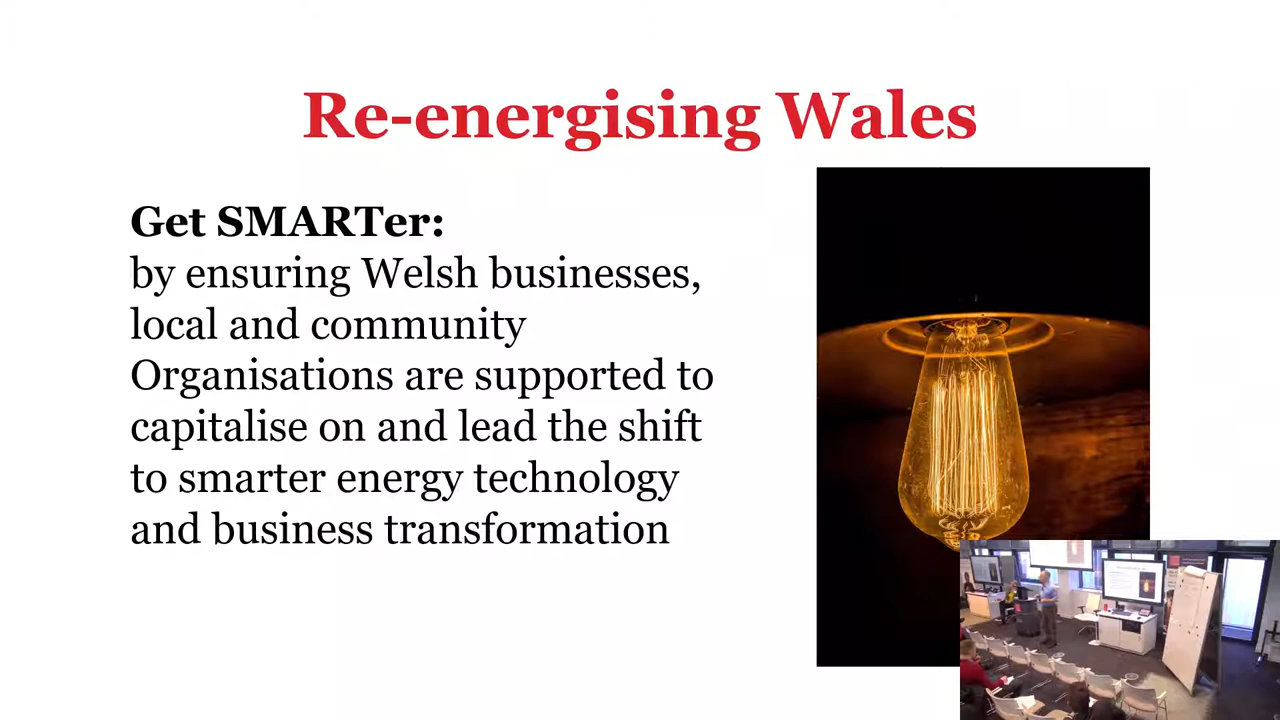 Re-energising Wales
Get SMARTer:
by ensuring Welsh businesses,
local and community
Organisations are supported to
capitalise on and lead the shift
to smarter energy technology
and business transformation